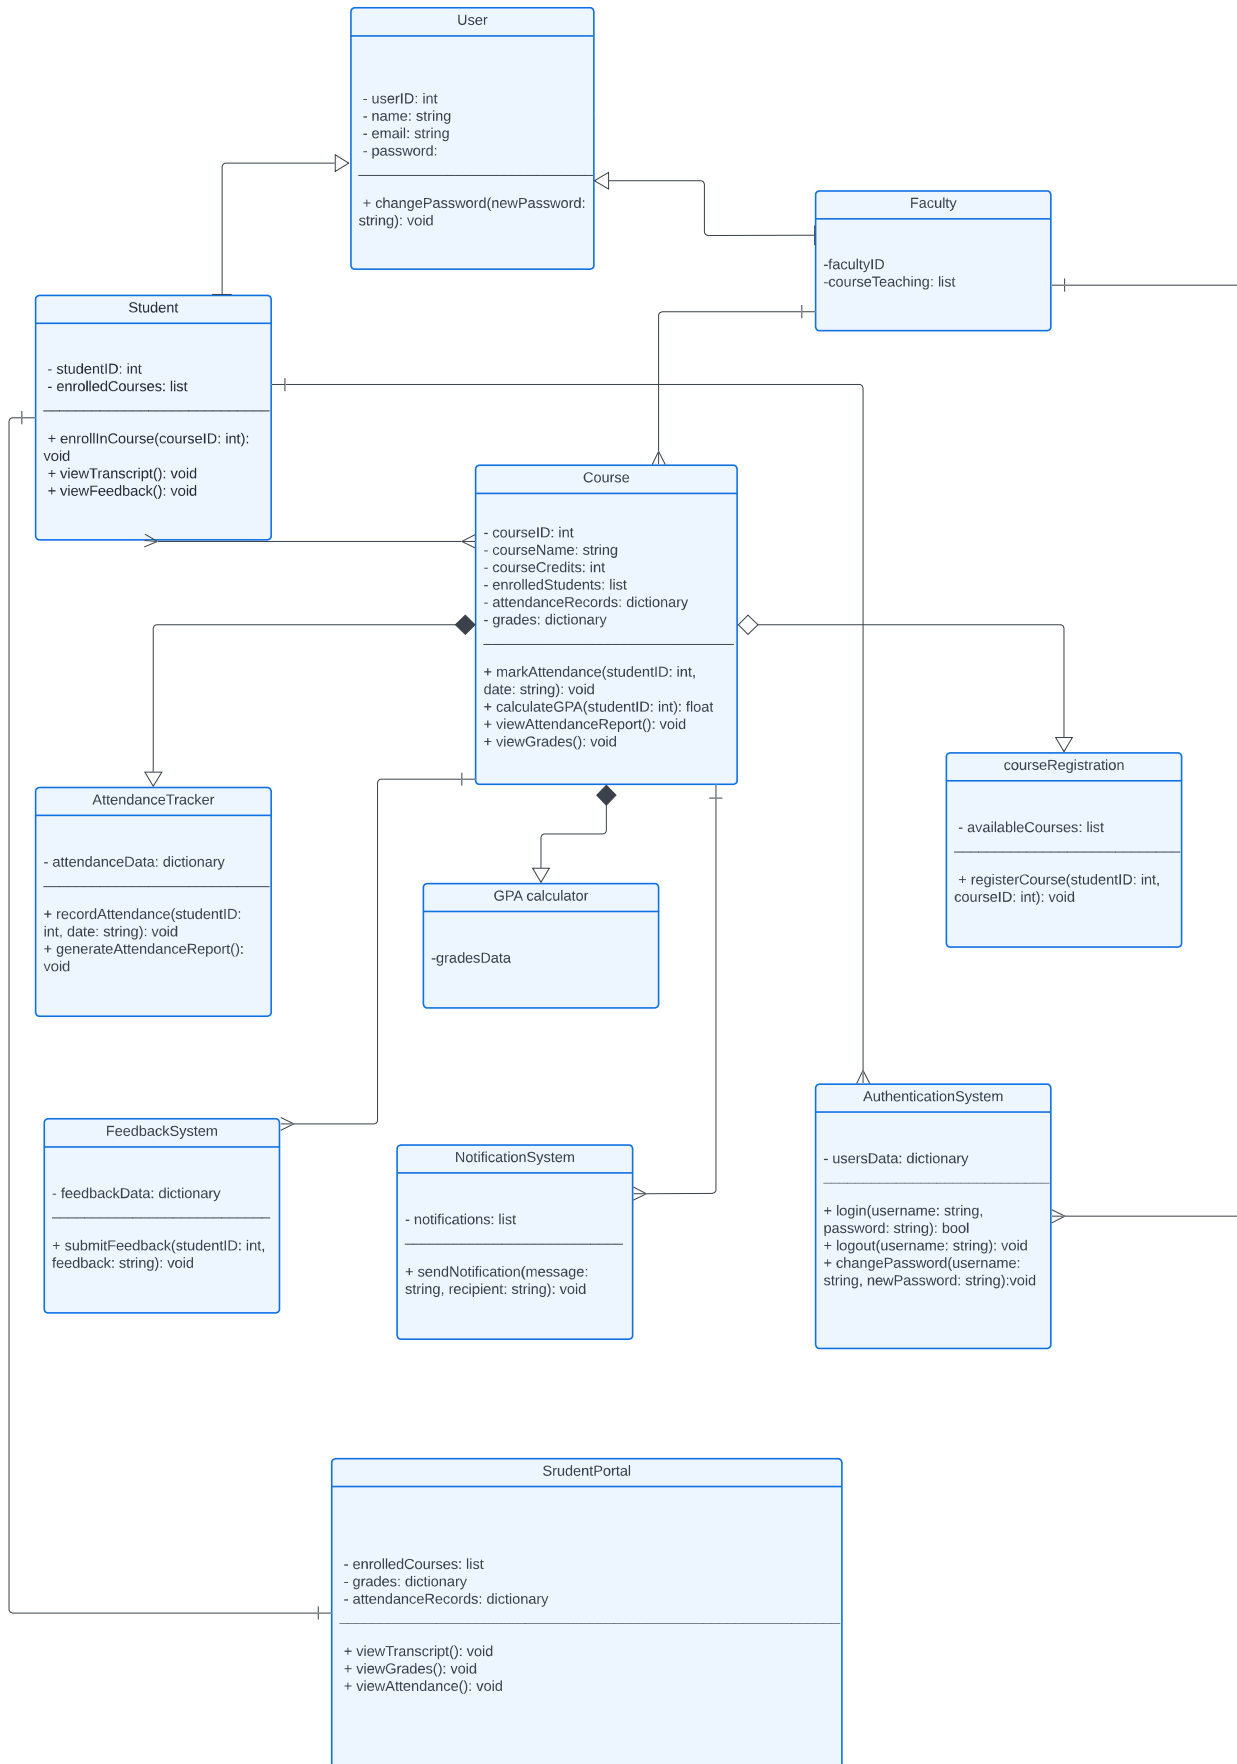 User
- userID: int
- name: string
- email: string
- password:
+ changePassword(newPassword:
string): void
Faculty
-facultyID
-courseTeaching: list
Student
- studentID: int
- enrolledCourses: list
+ enrollInCourse(courseID: int):
void
+ viewTranscript(): void
+ viewFeedback(): void
Course
- courseID: int
- courseName: string
- courseCredits: int
- enrolledStudents: list
- attendanceRecords: dictionary
- grades: dictionary
+ markAttendance(studentID: int,
date: string): void
+ calculateGPA(studentID: int): float
+ viewAttendanceReport(): void
+ viewGrades(): void
courseRegistration
- availableCourses: list
+ registerCourse(studentID: int,
courseID: int): void
AttendanceTracker
- attendanceData: dictionary
+ recordAttendance(studentID:
int, date: string): void
+ generateAttendanceReport():
void
GPA calculator
-gradesData
AuthenticationSystem
- usersData: dictionary
+ login(username: string,
password: string): bool
+ logout(username: string): void
+ changePassword(username:
string, newPassword: string):void
FeedbackSystem
- feedbackData: dictionary
+ submitFeedback(studentID: int,
feedback: string): void
NotificationSystem
- notifications: list
+ sendNotification(message:
string, recipient: string): void
SrudentPortal
- enrolledCourses: list
- grades: dictionary
- attendanceRecords: dictionary
+ viewTranscript(): void
+ viewGrades(): void
+ viewAttendance(): void